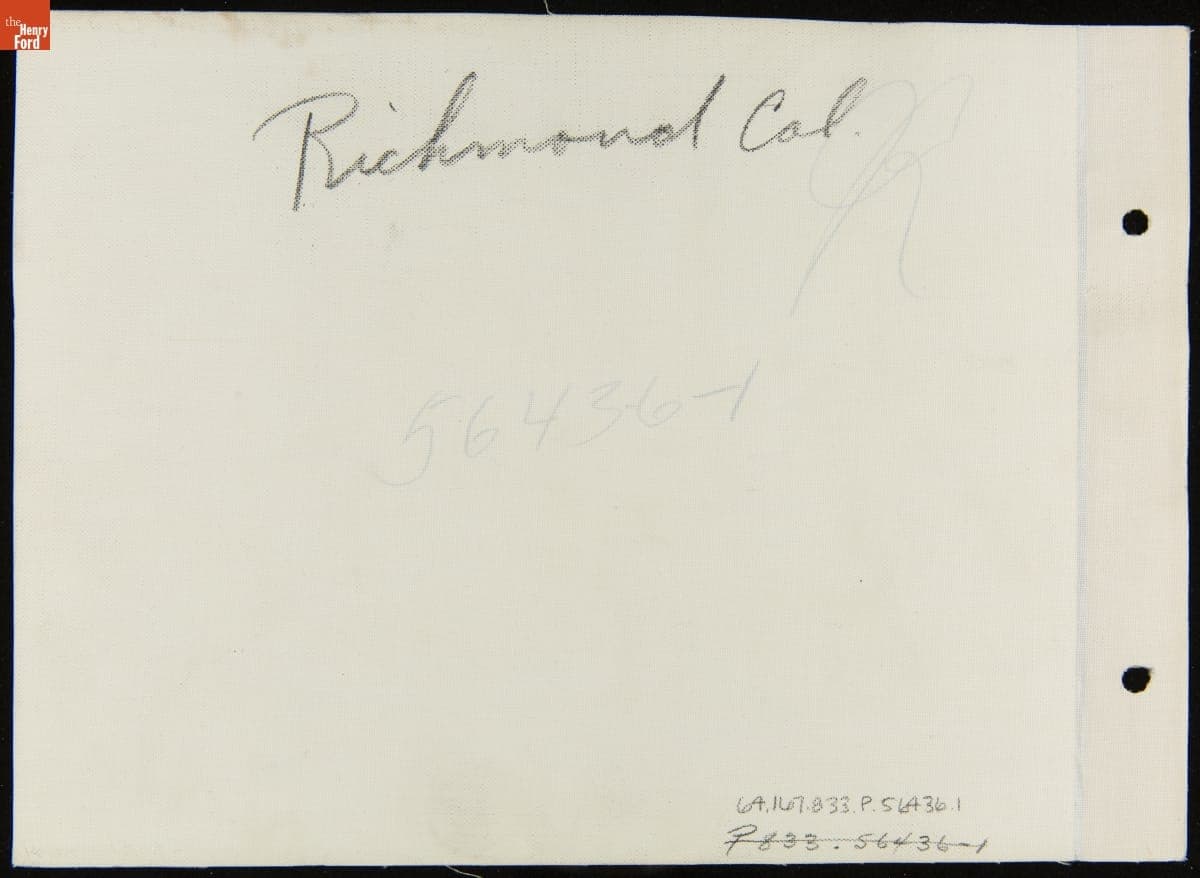 the
Henry
Ford
Richmond Cal.
56436-1
64.167.833.P.56436.1
P833.56436-1